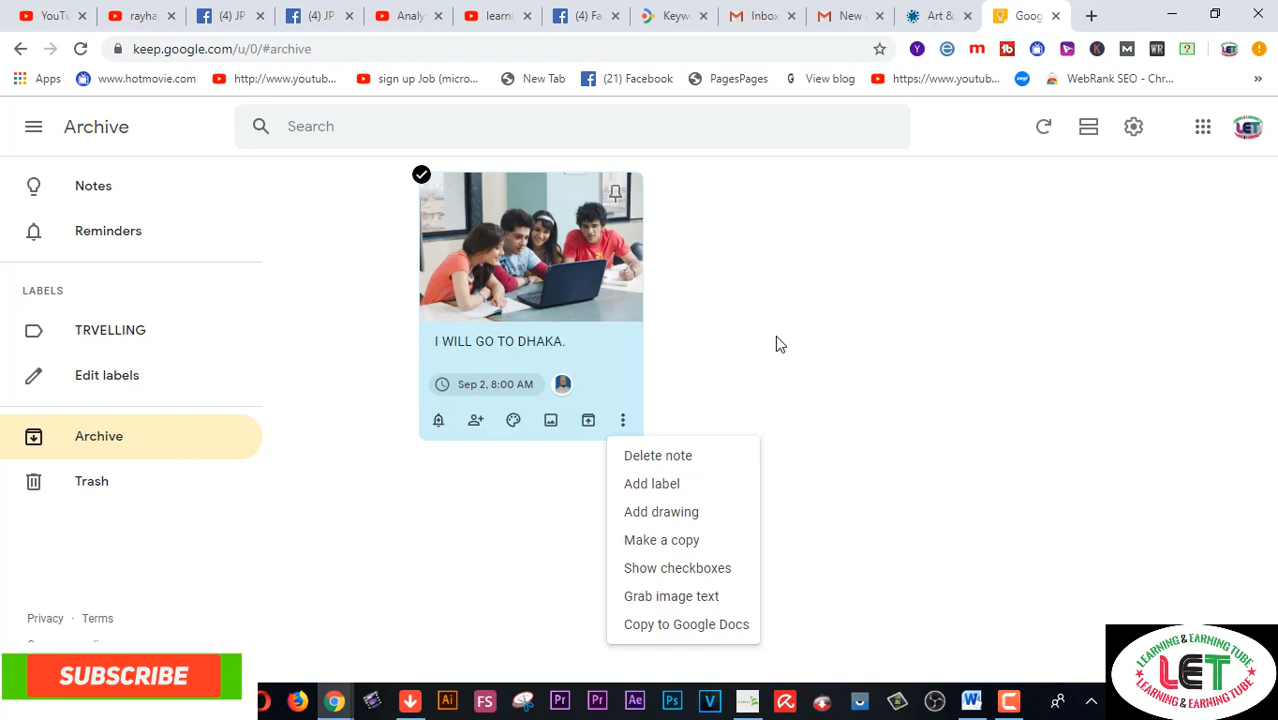 YouTu
rayha
(4) JP
(4) JP
Analy
learni
(4) Fa
Keyw
Inbox
New
Art &
Goog
keep.google.com/u/0/#archive
Apps
www.hotmovie.com
http://www.youtub...
sign up Job (micro...
New Tab
(21) Facebook
PagesPages
View blog
https://www.youtub...
WebRank SEO - Chr...
Archive
Search
Notes
Reminders
LABELS
TRVELLING
Edit labels
Archive
Trash
I WILL GO TO DHAKA.
Sep 2, 8:00 AM
Delete note
Add label
Add drawing
Make a copy
Show checkboxes
Grab image text
Copy to Google Docs
Privacy · Terms
SUBSCRIBE
LEARNING & EARNING TUBE
LET
LEARNING & EARNING TUBE